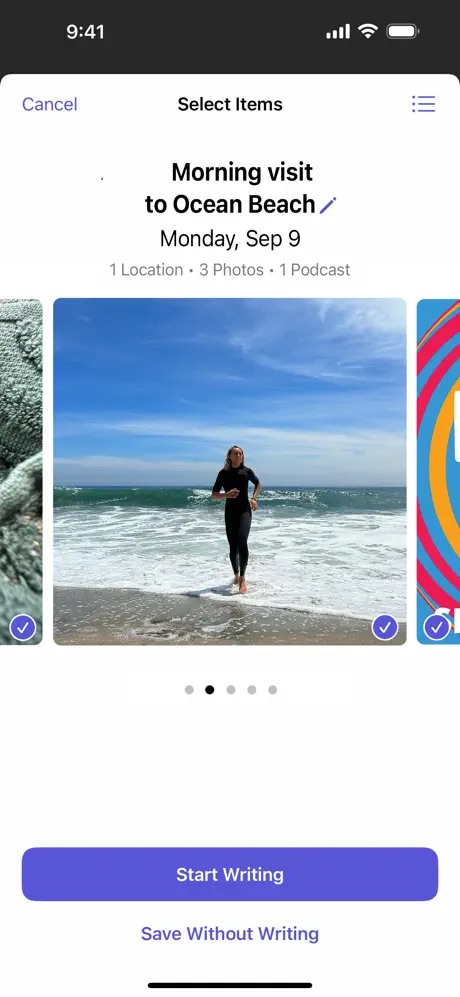 9:41
Cancel
Select Items
Morning visit
to Ocean Beach
Monday, Sep 9
1 Location • 3 Photos • 1 Podcast
Start Writing
Save Without Writing